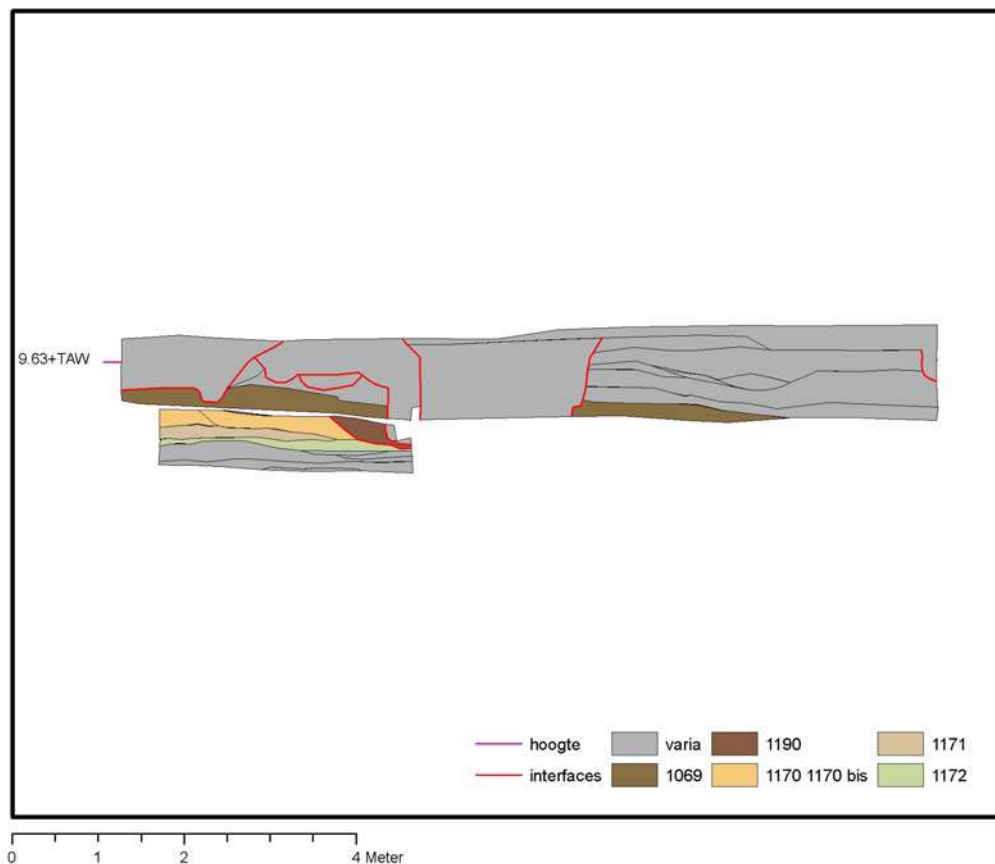 9.63+TAW
hoogte varia 1190 1171
interfaces 1069 1170 1170 bis 1172
0 1 2 4 Meter